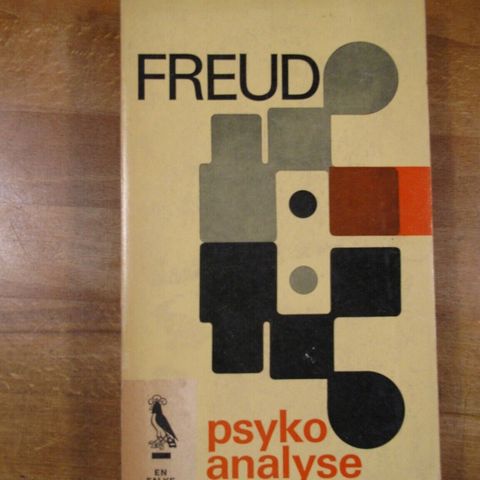 FREUD
psyko
analyse
EN